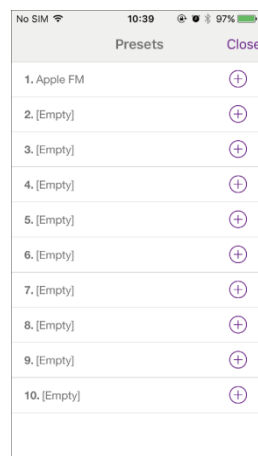 No SIM 10:39 97%
Presets Close
1. Apple FM
2. [Empty]
3. [Empty]
4. [Empty]
5. [Empty]
6. [Empty]
7. [Empty]
8. [Empty]
9. [Empty]
10. [Empty]